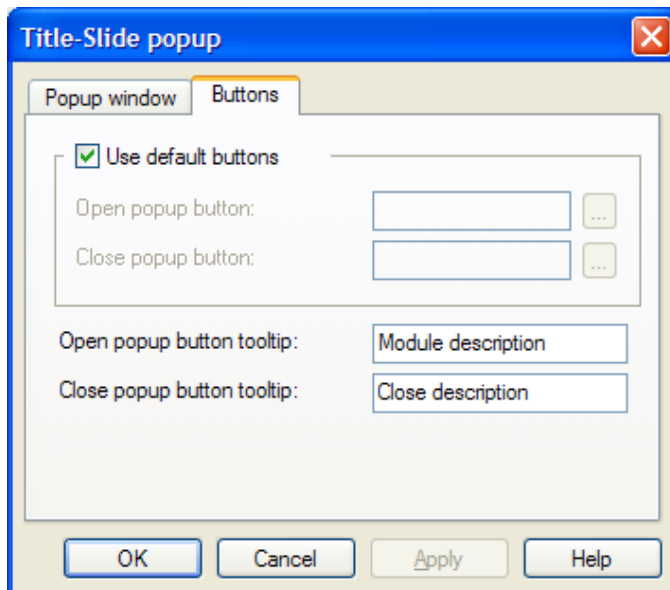 Title-Slide popup
Popup window Buttons
Use default buttons
Open popup button: ...
Close popup button: ...
Open popup button tooltip: Module description
Close popup button tooltip: Close description
OK Cancel Apply Help